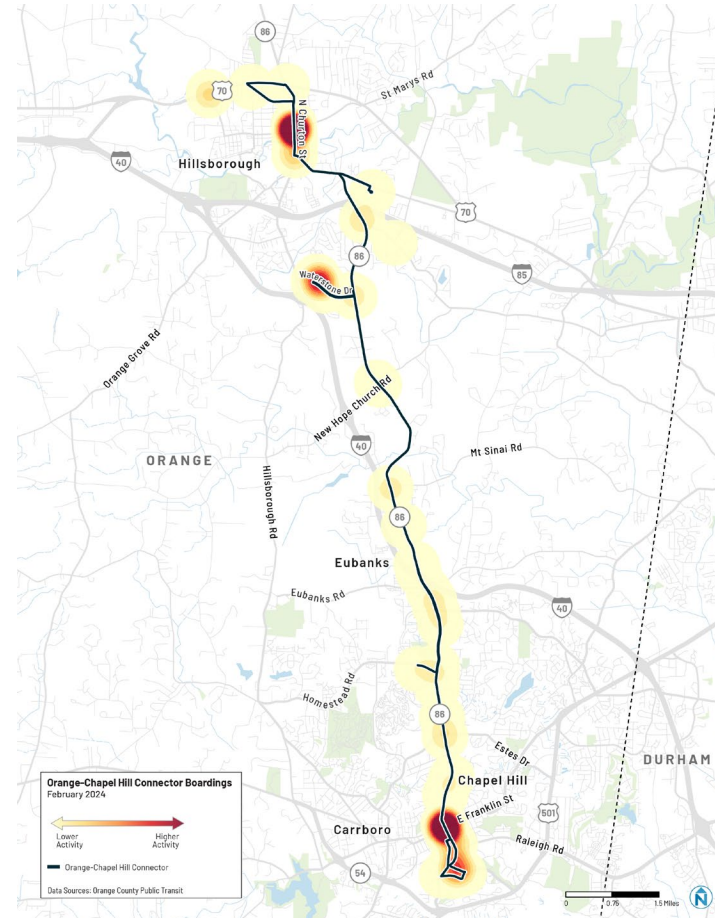 86
70
St Marys Rd
N Churton St
40
Hillsborough
70
86
85
Waterstone Dr
Orange Grove Rd
New Hope Church Rd
40
Mt Sinai Rd
ORANGE
Hillsborough Rd
86
Eubanks
Eubanks Rd
40
Homestead Rd
86
Estes Dr
DURHAM
Chapel Hill
E Franklin St
501
Carrboro
Raleigh Rd
54
Orange-Chapel Hill Connector Boardings
February 2024
Lower
Activity
Higher
Activity
Orange-Chapel Hill Connector
Data Sources: Orange County Public Transit
0 0.75 1.5 Miles
N